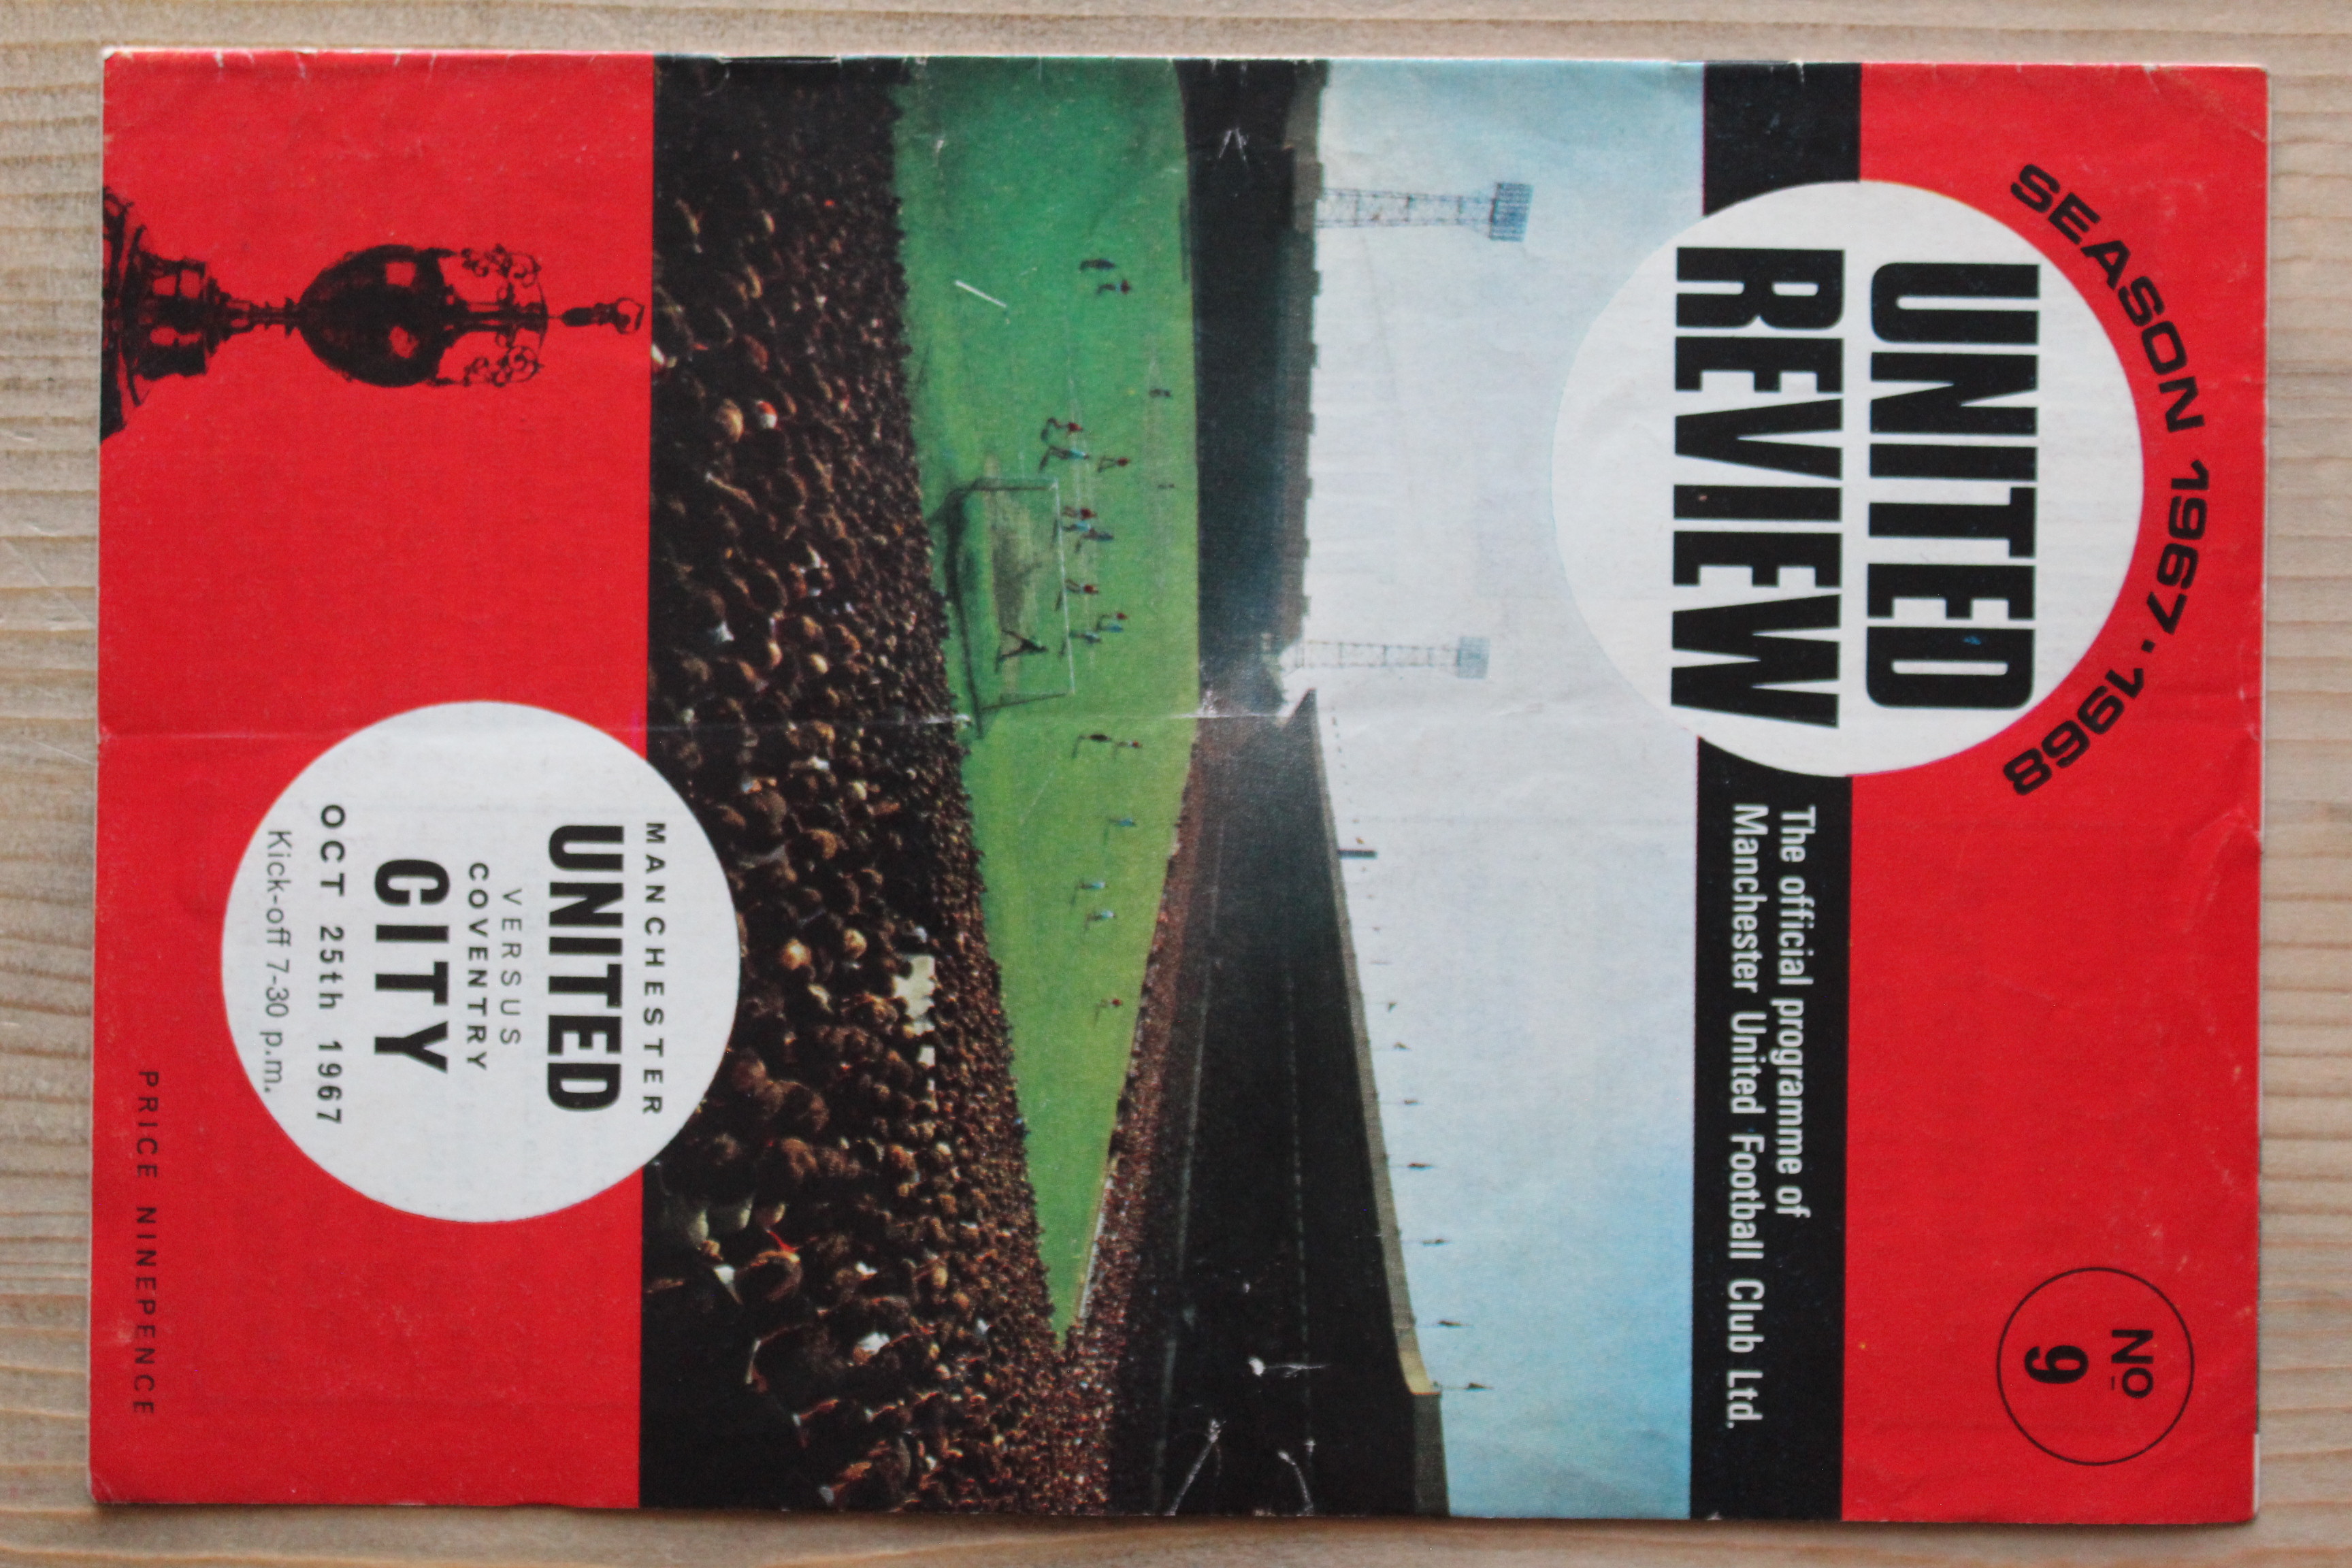 SEASON 1967·1968
UNITED
REVIEW
No
9
The official programme of
Manchester United Football Club Ltd.
MANCHESTER
UNITED
VERSUS
COVENTRY
CITY
OCT 25th 1967
Kick-off 7-30 p.m.
PRICE NINEPENCE